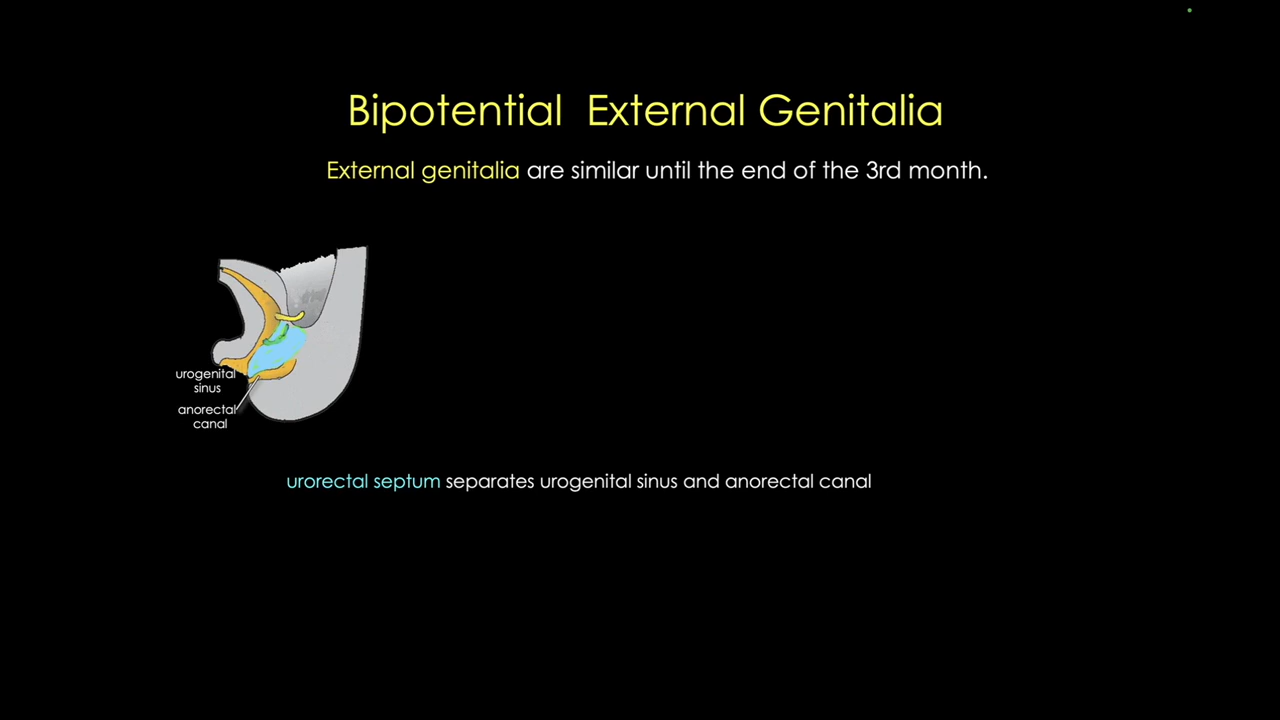 Bipotential External Genitalia
External genitalia are similar until the end of the 3rd month.
urogenital
sinus
anorectal
canal
urorectal septum separates urogenital sinus and anorectal canal